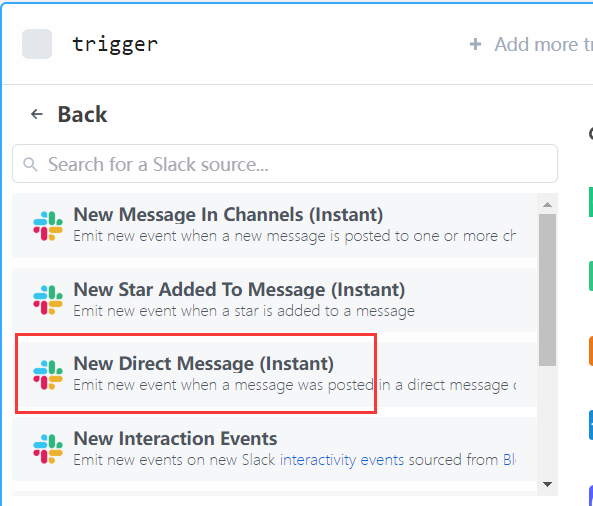 trigger
+ Add more tr
← Back
Search for a Slack source...
New Message In Channels (Instant)
Emit new event when a new message is posted to one or more ch
New Star Added To Message (Instant)
Emit new event when a star is added to a message
New Direct Message (Instant)
Emit new event when a message was posted in a direct message c
New Interaction Events
Emit new events on new Slack interactivity events sourced from Bl